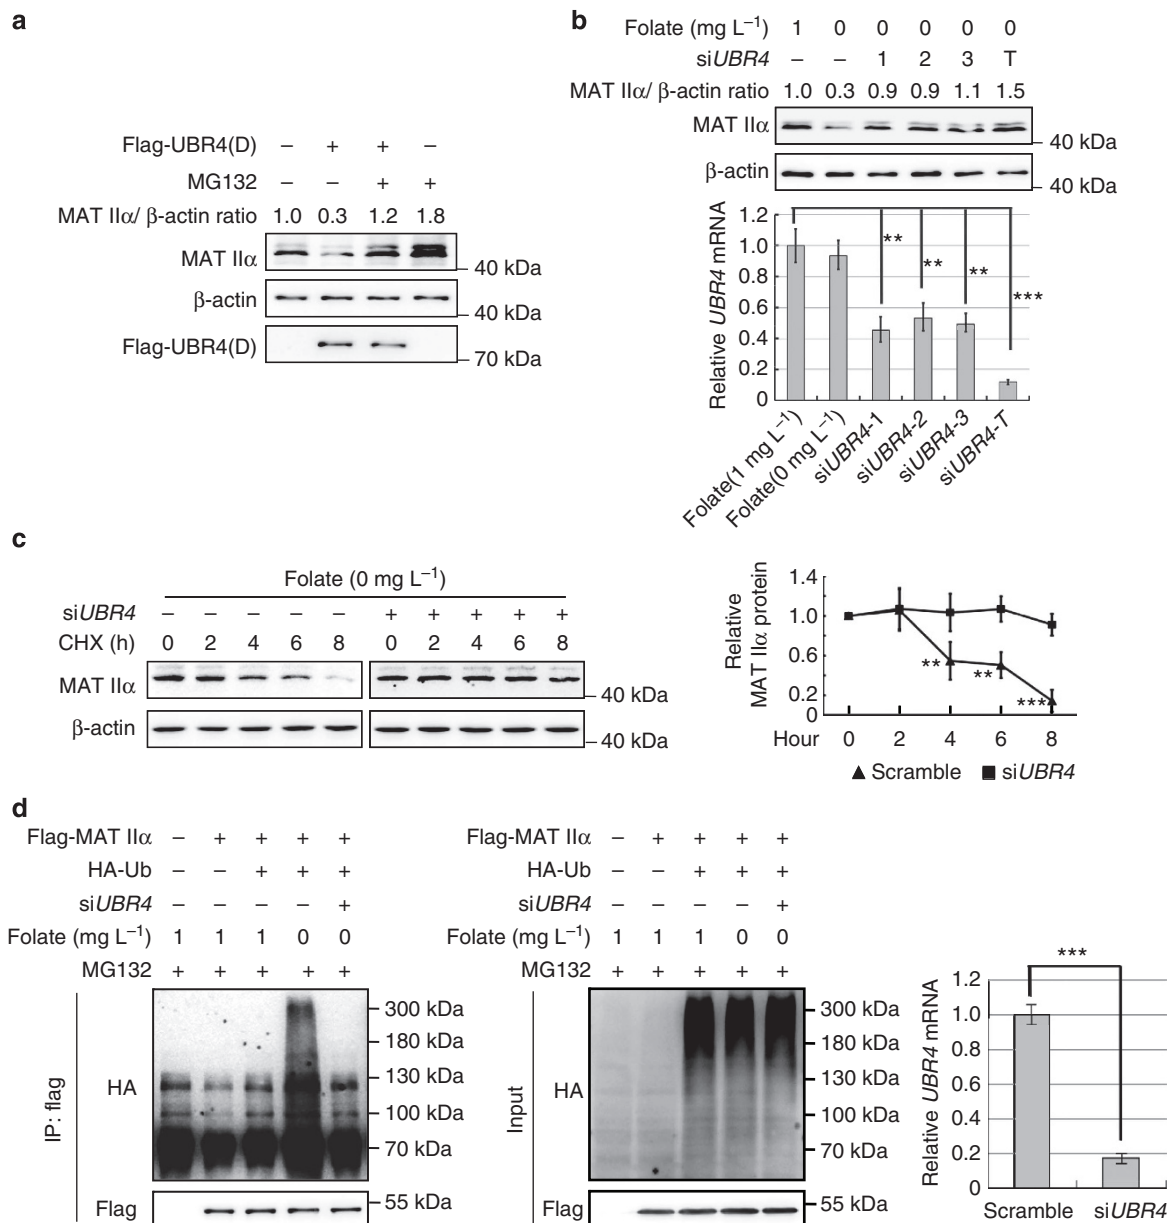 a
Flag-UBR4(D) – + + –
MG132 – – + +
MAT IIα/ β-actin ratio 1.0 0.3 1.2 1.8
MAT IIα
40 kDa
β-actin
40 kDa
Flag-UBR4(D)
70 kDa
b
Folate (mg L⁻¹) 1 0 0 0 0 0
siUBR4 – – 1 2 3 T
MAT IIα/ β-actin ratio 1.0 0.3 0.9 0.9 1.1 1.5
MAT IIα
40 kDa
β-actin
40 kDa
Relative UBR4 mRNA
1.2
1.0
0.8
0.6
0.4
0.2
0
** ** ** ***
Folate(1 mg L⁻¹)
Folate(0 mg L⁻¹)
siUBR4-1
siUBR4-2
siUBR4-3
siUBR4-T
c
Folate (0 mg L⁻¹)
siUBR4 – – – – – + + + + +
CHX (h) 0 2 4 6 8 0 2 4 6 8
MAT IIα
40 kDa
β-actin
40 kDa
Relative
MAT IIα protein
1.4
1.0
0.6
0.2
0
** ** ***
Hour 0 2 4 6 8
▲ Scramble ■ siUBR4
d
Flag-MAT IIα – + + + +
HA-Ub – – + + +
siUBR4 – – – – +
Folate (mg L⁻¹) 1 1 1 0 0
MG132 + + + + +
IP: flag
HA
300 kDa
180 kDa
130 kDa
100 kDa
70 kDa
Flag
55 kDa
Flag-MAT IIα – + + + +
HA-Ub – – + + +
siUBR4 – – – – +
Folate (mg L⁻¹) 1 1 1 0 0
MG132 + + + + +
Input
HA
300 kDa
180 kDa
130 kDa
100 kDa
70 kDa
Flag
55 kDa
Relative UBR4 mRNA
***
1.2
1.0
0.8
0.6
0.4
0.2
0
Scramble siUBR4